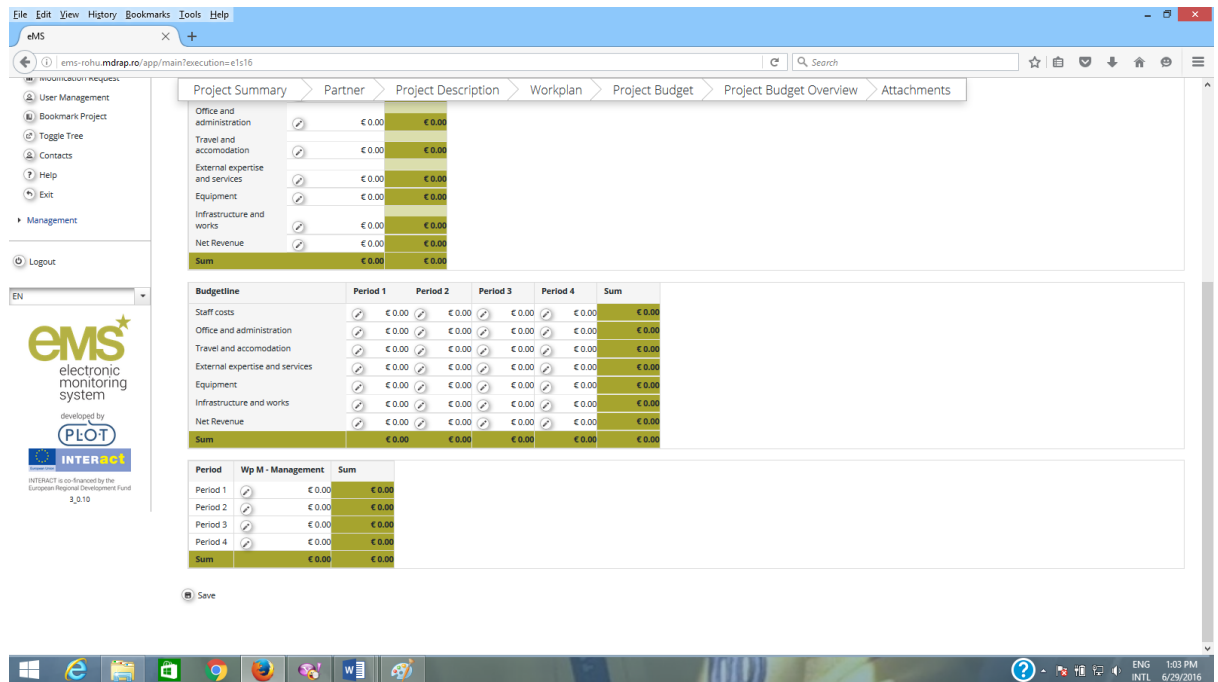 File Edit View History Bookmarks Tools Help
eMS
ems-rohu.mdrap.ro/app/main?execution=e1s16
Search
Modification Request
User Management
Bookmark Project
Toggle Tree
Contacts
Help
Exit
Management
Logout
EN
eMS
electronic
monitoring
system
developed by
PLOT
INTERact
European Union
INTERACT is co-financed by the
European Regional Development Fund
3_0.10
Project Summary Partner Project Description Workplan Project Budget Project Budget Overview Attachments
Office and
administration € 0.00 € 0.00
Travel and
accomodation € 0.00 € 0.00
External expertise
and services € 0.00 € 0.00
Equipment € 0.00 € 0.00
Infrastructure and
works € 0.00 € 0.00
Net Revenue € 0.00 € 0.00
Sum € 0.00 € 0.00
Budgetline Period 1 Period 2 Period 3 Period 4 Sum
Staff costs € 0.00 € 0.00 € 0.00 € 0.00 € 0.00
Office and administration € 0.00 € 0.00 € 0.00 € 0.00 € 0.00
Travel and accomodation € 0.00 € 0.00 € 0.00 € 0.00 € 0.00
External expertise and services € 0.00 € 0.00 € 0.00 € 0.00 € 0.00
Equipment € 0.00 € 0.00 € 0.00 € 0.00 € 0.00
Infrastructure and works € 0.00 € 0.00 € 0.00 € 0.00 € 0.00
Net Revenue € 0.00 € 0.00 € 0.00 € 0.00 € 0.00
Sum € 0.00 € 0.00 € 0.00 € 0.00 € 0.00
Period Wp M - Management Sum
Period 1 € 0.00 € 0.00
Period 2 € 0.00 € 0.00
Period 3 € 0.00 € 0.00
Period 4 € 0.00 € 0.00
Sum € 0.00 € 0.00
Save
ENG 1:03 PM
INTL 6/29/2016